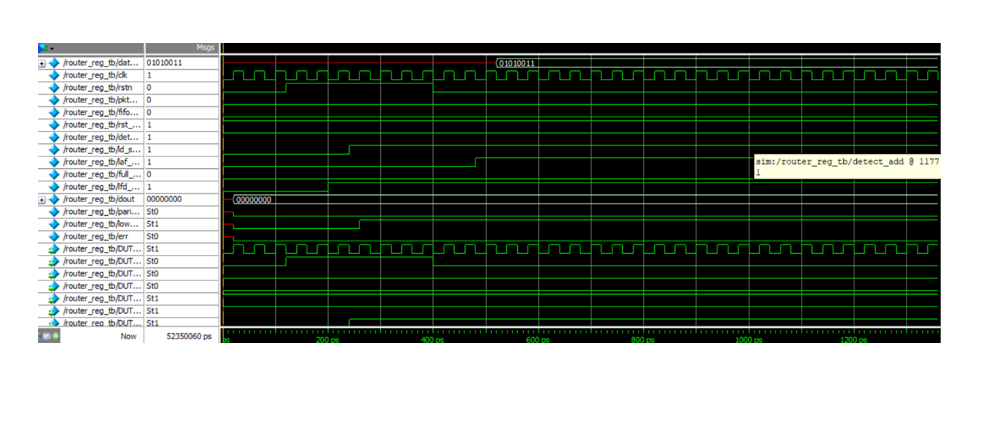 Msgs
/router_reg_tb/dat... 01010011 01010011
/router_reg_tb/clk 1
/router_reg_tb/rstn 0
/router_reg_tb/pkt... 0
/router_reg_tb/fifo... 0
/router_reg_tb/rst_... 1
/router_reg_tb/det... 1
/router_reg_tb/ld_s... 1
/router_reg_tb/laf_... 1
sim:/router_reg_tb/detect_add @ 1177
1
/router_reg_tb/full_... 0
/router_reg_tb/lfd_... 1
/router_reg_tb/dout 00000000 00000000
/router_reg_tb/pari... St0
/router_reg_tb/low... St1
/router_reg_tb/err St0
/router_reg_tb/DUT... St1
/router_reg_tb/DUT... St0
/router_reg_tb/DUT... St0
/router_reg_tb/DUT... St1
/router_reg_tb/DUT... St1
/router_reg_tb/DUT... St1
Now 52350060 ps ps 200 ps 400 ps 600 ps 800 ps 1000 ps 1200 ps